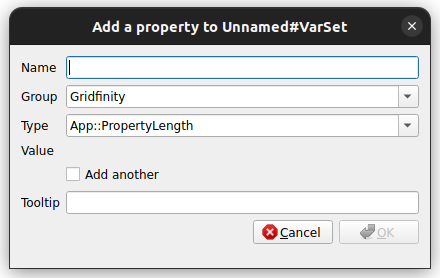 Add a property to Unnamed#VarSet
Name
Group Gridfinity
Type App::PropertyLength
Value
Add another
Tooltip
Cancel OK